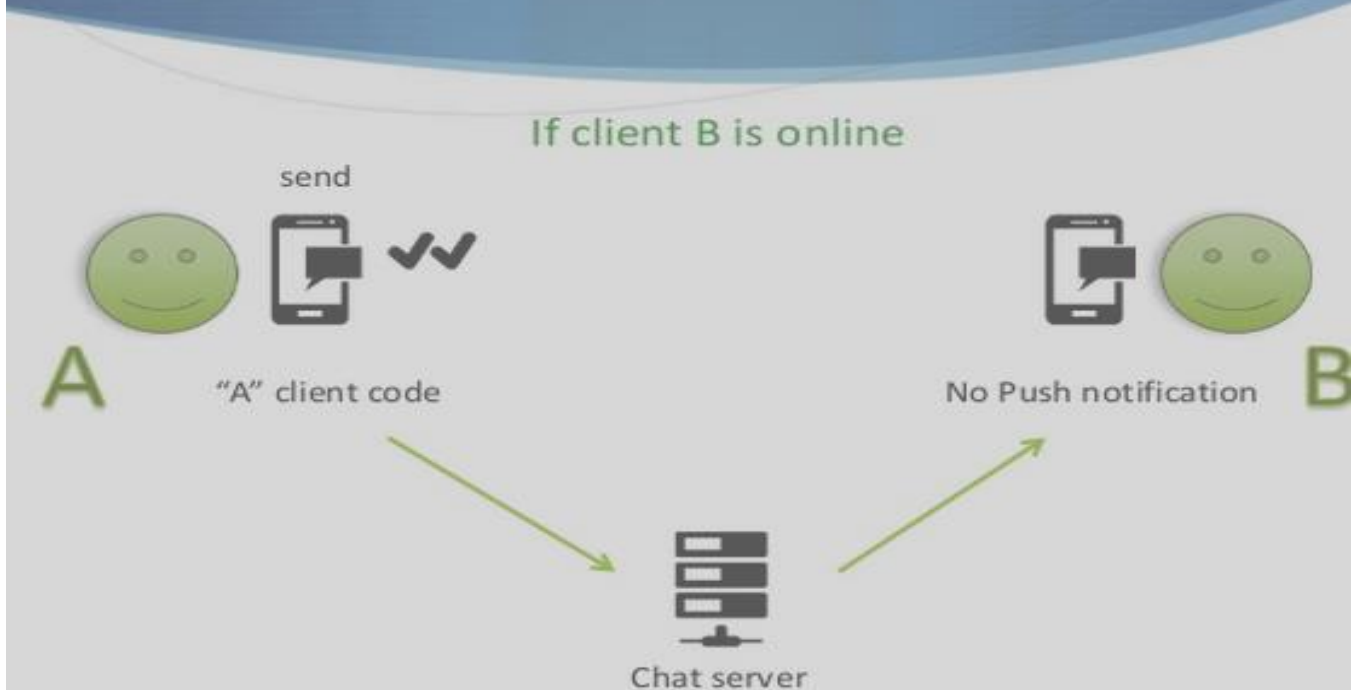 If client B is online
send
A
"A" client code
No Push notification
B
Chat server